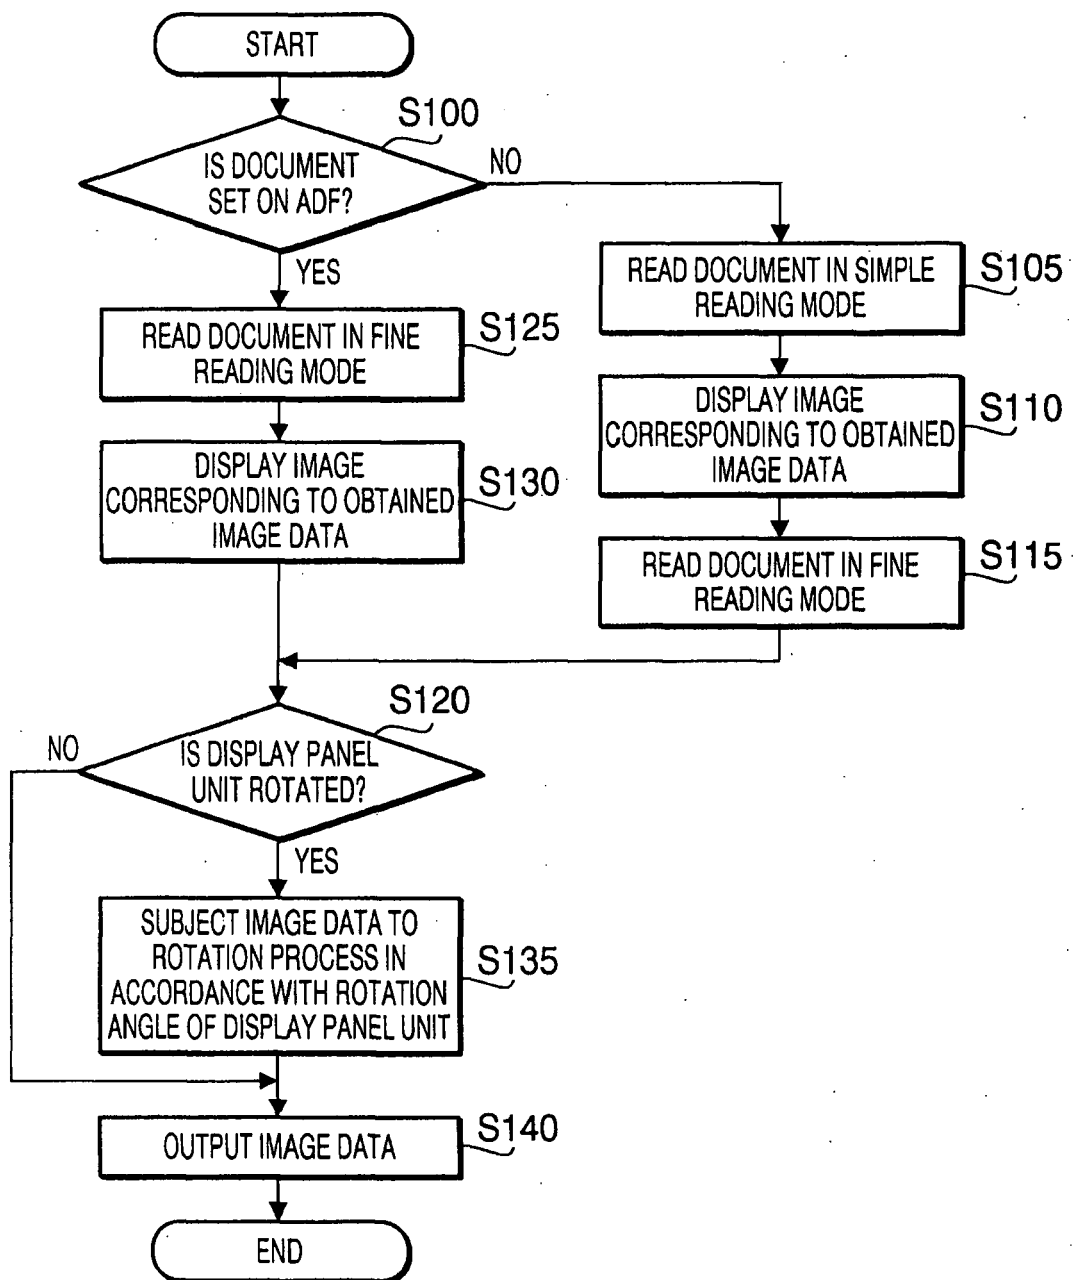 START
S100
IS DOCUMENT
SET ON ADF?
NO
YES
READ DOCUMENT IN SIMPLE
READING MODE
S105
READ DOCUMENT IN FINE
READING MODE
S125
DISPLAY IMAGE
CORRESPONDING TO OBTAINED
IMAGE DATA
S110
DISPLAY IMAGE
CORRESPONDING TO OBTAINED
IMAGE DATA
S130
READ DOCUMENT IN FINE
READING MODE
S115
S120
NO
IS DISPLAY PANEL
UNIT ROTATED?
YES
SUBJECT IMAGE DATA TO
ROTATION PROCESS IN
ACCORDANCE WITH ROTATION
ANGLE OF DISPLAY PANEL UNIT
S135
OUTPUT IMAGE DATA
S140
END